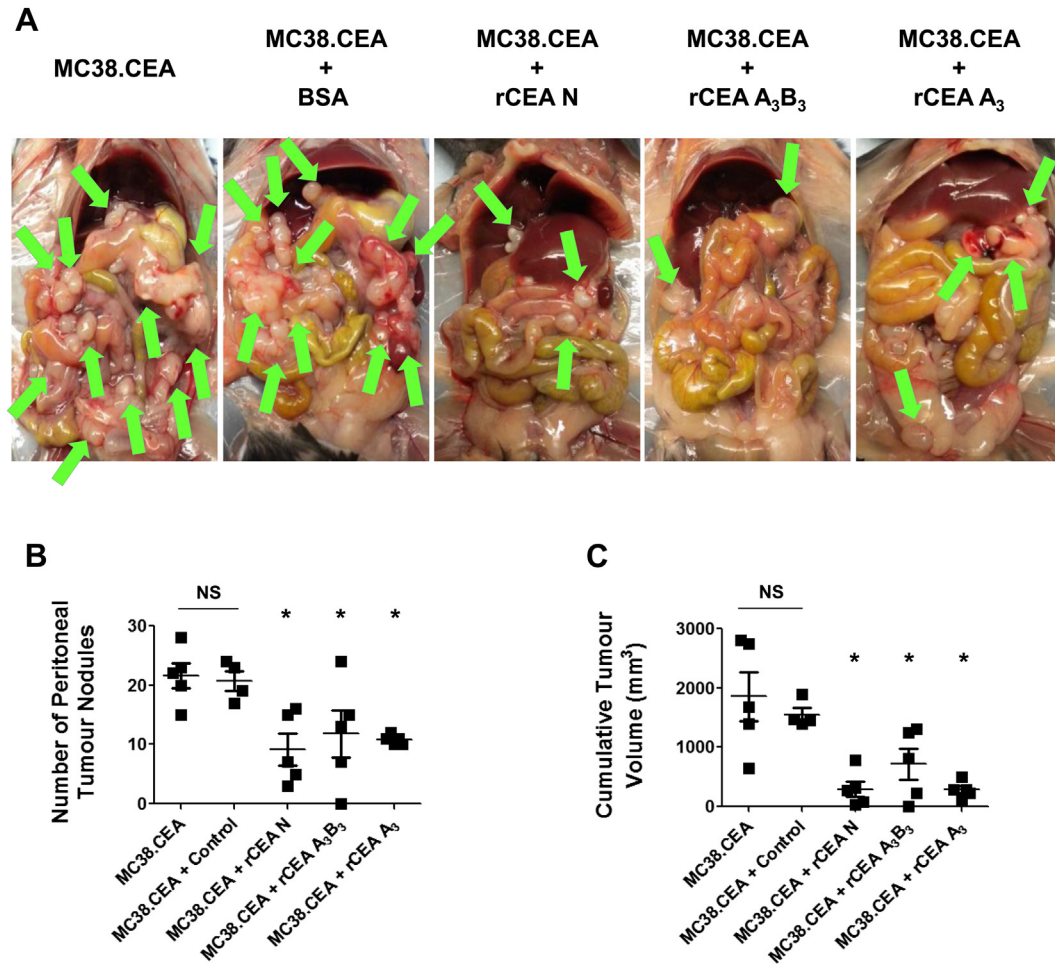 A
MC38.CEA
MC38.CEA
+
BSA
MC38.CEA
+
rCEA N
MC38.CEA
+
rCEA A₃B₃
MC38.CEA
+
rCEA A₃
B
NS
*
*
*
Number of Peritoneal
Tumour Nodules
30
20
10
0
MC38.CEA
MC38.CEA + Control
MC38.CEA + rCEA N
MC38.CEA + rCEA A₃B₃
MC38.CEA + rCEA A₃
C
NS
*
*
*
Cumulative Tumour
Volume (mm³)
3000
2000
1000
0
MC38.CEA
MC38.CEA + Control
MC38.CEA + rCEA N
MC38.CEA + rCEA A₃B₃
MC38.CEA + rCEA A₃